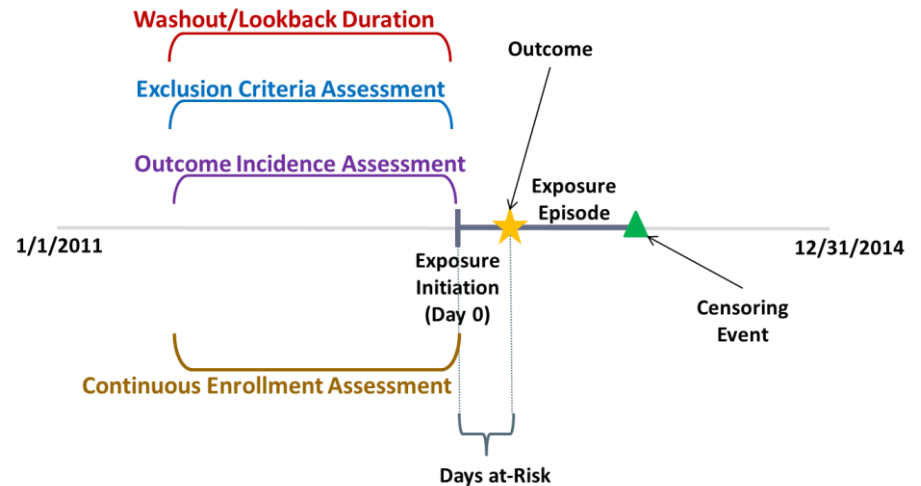 Washout/Lookback Duration
Outcome
Exclusion Criteria Assessment
Outcome Incidence Assessment
Exposure
Episode
1/1/2011
12/31/2014
Exposure
Initiation
(Day 0)
Censoring
Event
Continuous Enrollment Assessment
Days at-Risk